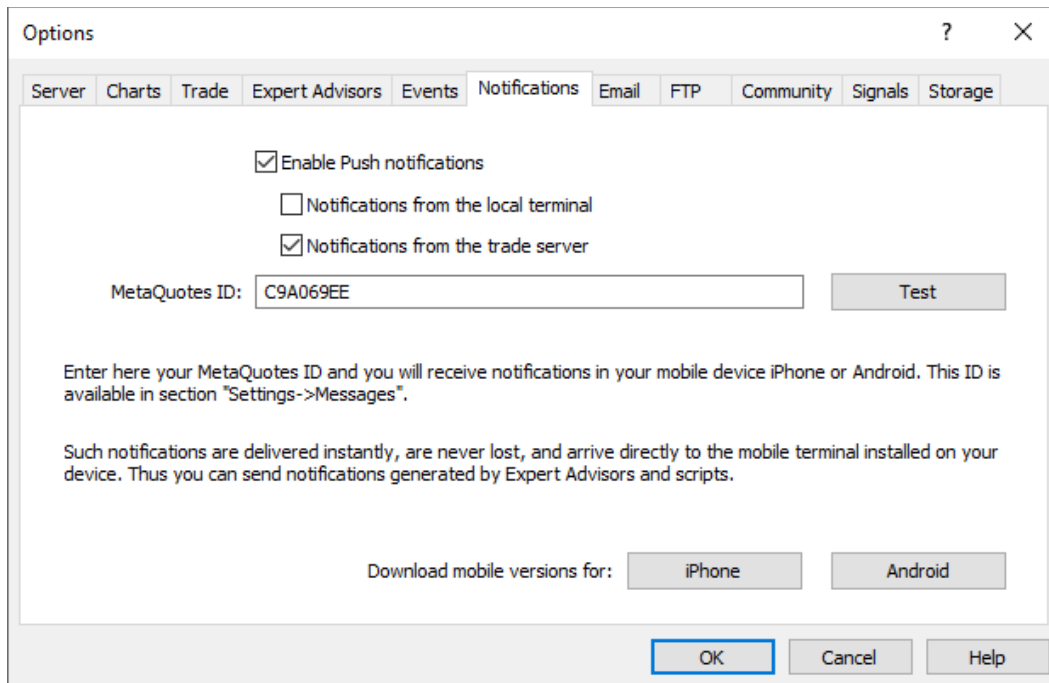 Options
Server Charts Trade Expert Advisors Events Notifications Email FTP Community Signals Storage
Enable Push notifications
Notifications from the local terminal
Notifications from the trade server
MetaQuotes ID: C9A069EE Test
Enter here your MetaQuotes ID and you will receive notifications in your mobile device iPhone or Android. This ID is
available in section "Settings->Messages".
Such notifications are delivered instantly, are never lost, and arrive directly to the mobile terminal installed on your
device. Thus you can send notifications generated by Expert Advisors and scripts.
Download mobile versions for: iPhone Android
OK Cancel Help